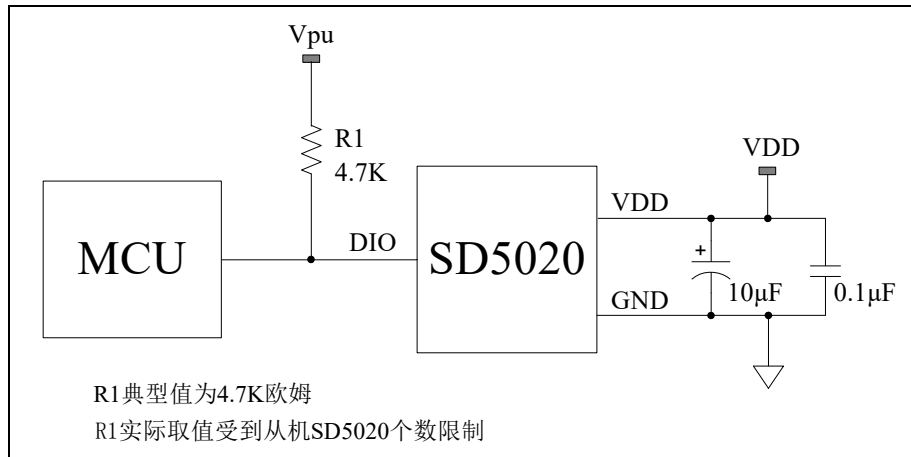 Vpu
R1
4.7K
VDD
MCU
DIO
SD5020
VDD
GND
+
10μF
0.1μF
R1典型值为4.7K欧姆
R1实际取值受到从机SD5020个数限制